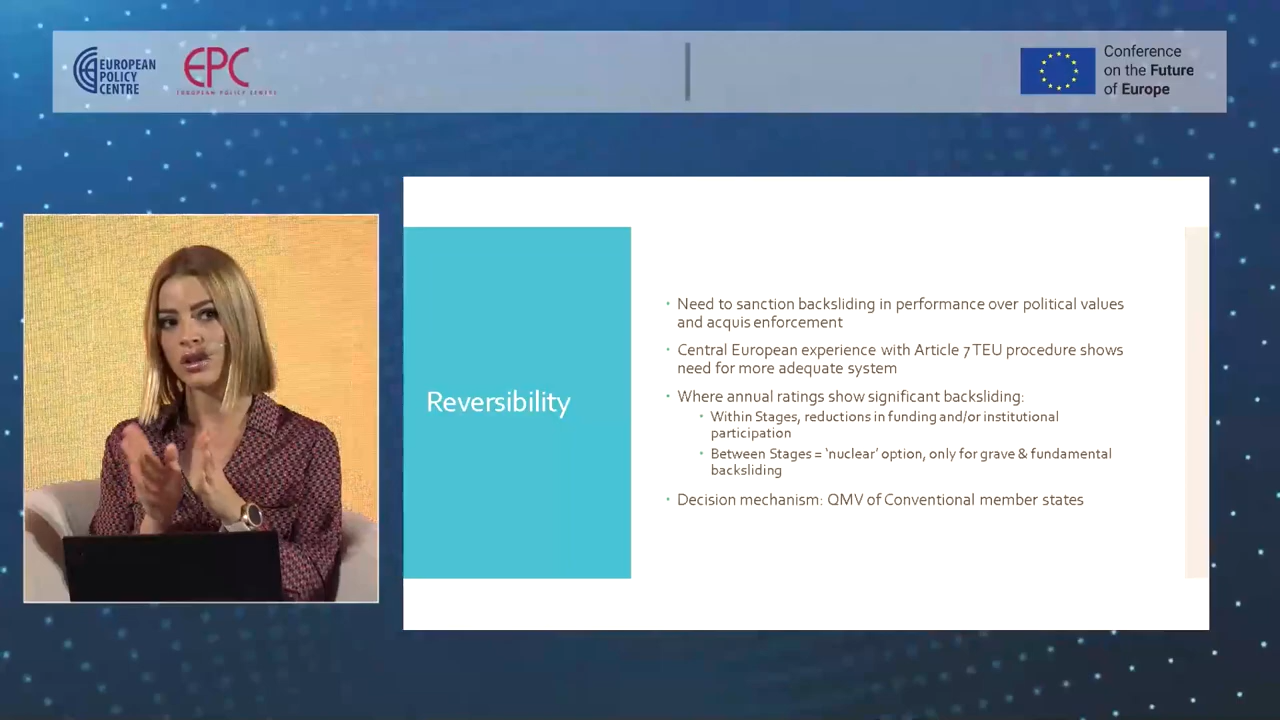 EUROPEAN
POLICY
CENTRE
EPC
EUROPEAN POLICY CENTRE
Conference
on the Future
of Europe
Reversibility
Need to sanction backsliding in performance over political values
and acquis enforcement
Central European experience with Article 7 TEU procedure shows
need for more adequate system
Where annual ratings show significant backsliding:
Within Stages, reductions in funding and/or institutional
participation
Between Stages = ‘nuclear’ option, only for grave & fundamental
backsliding
Decision mechanism: QMV of Conventional member states